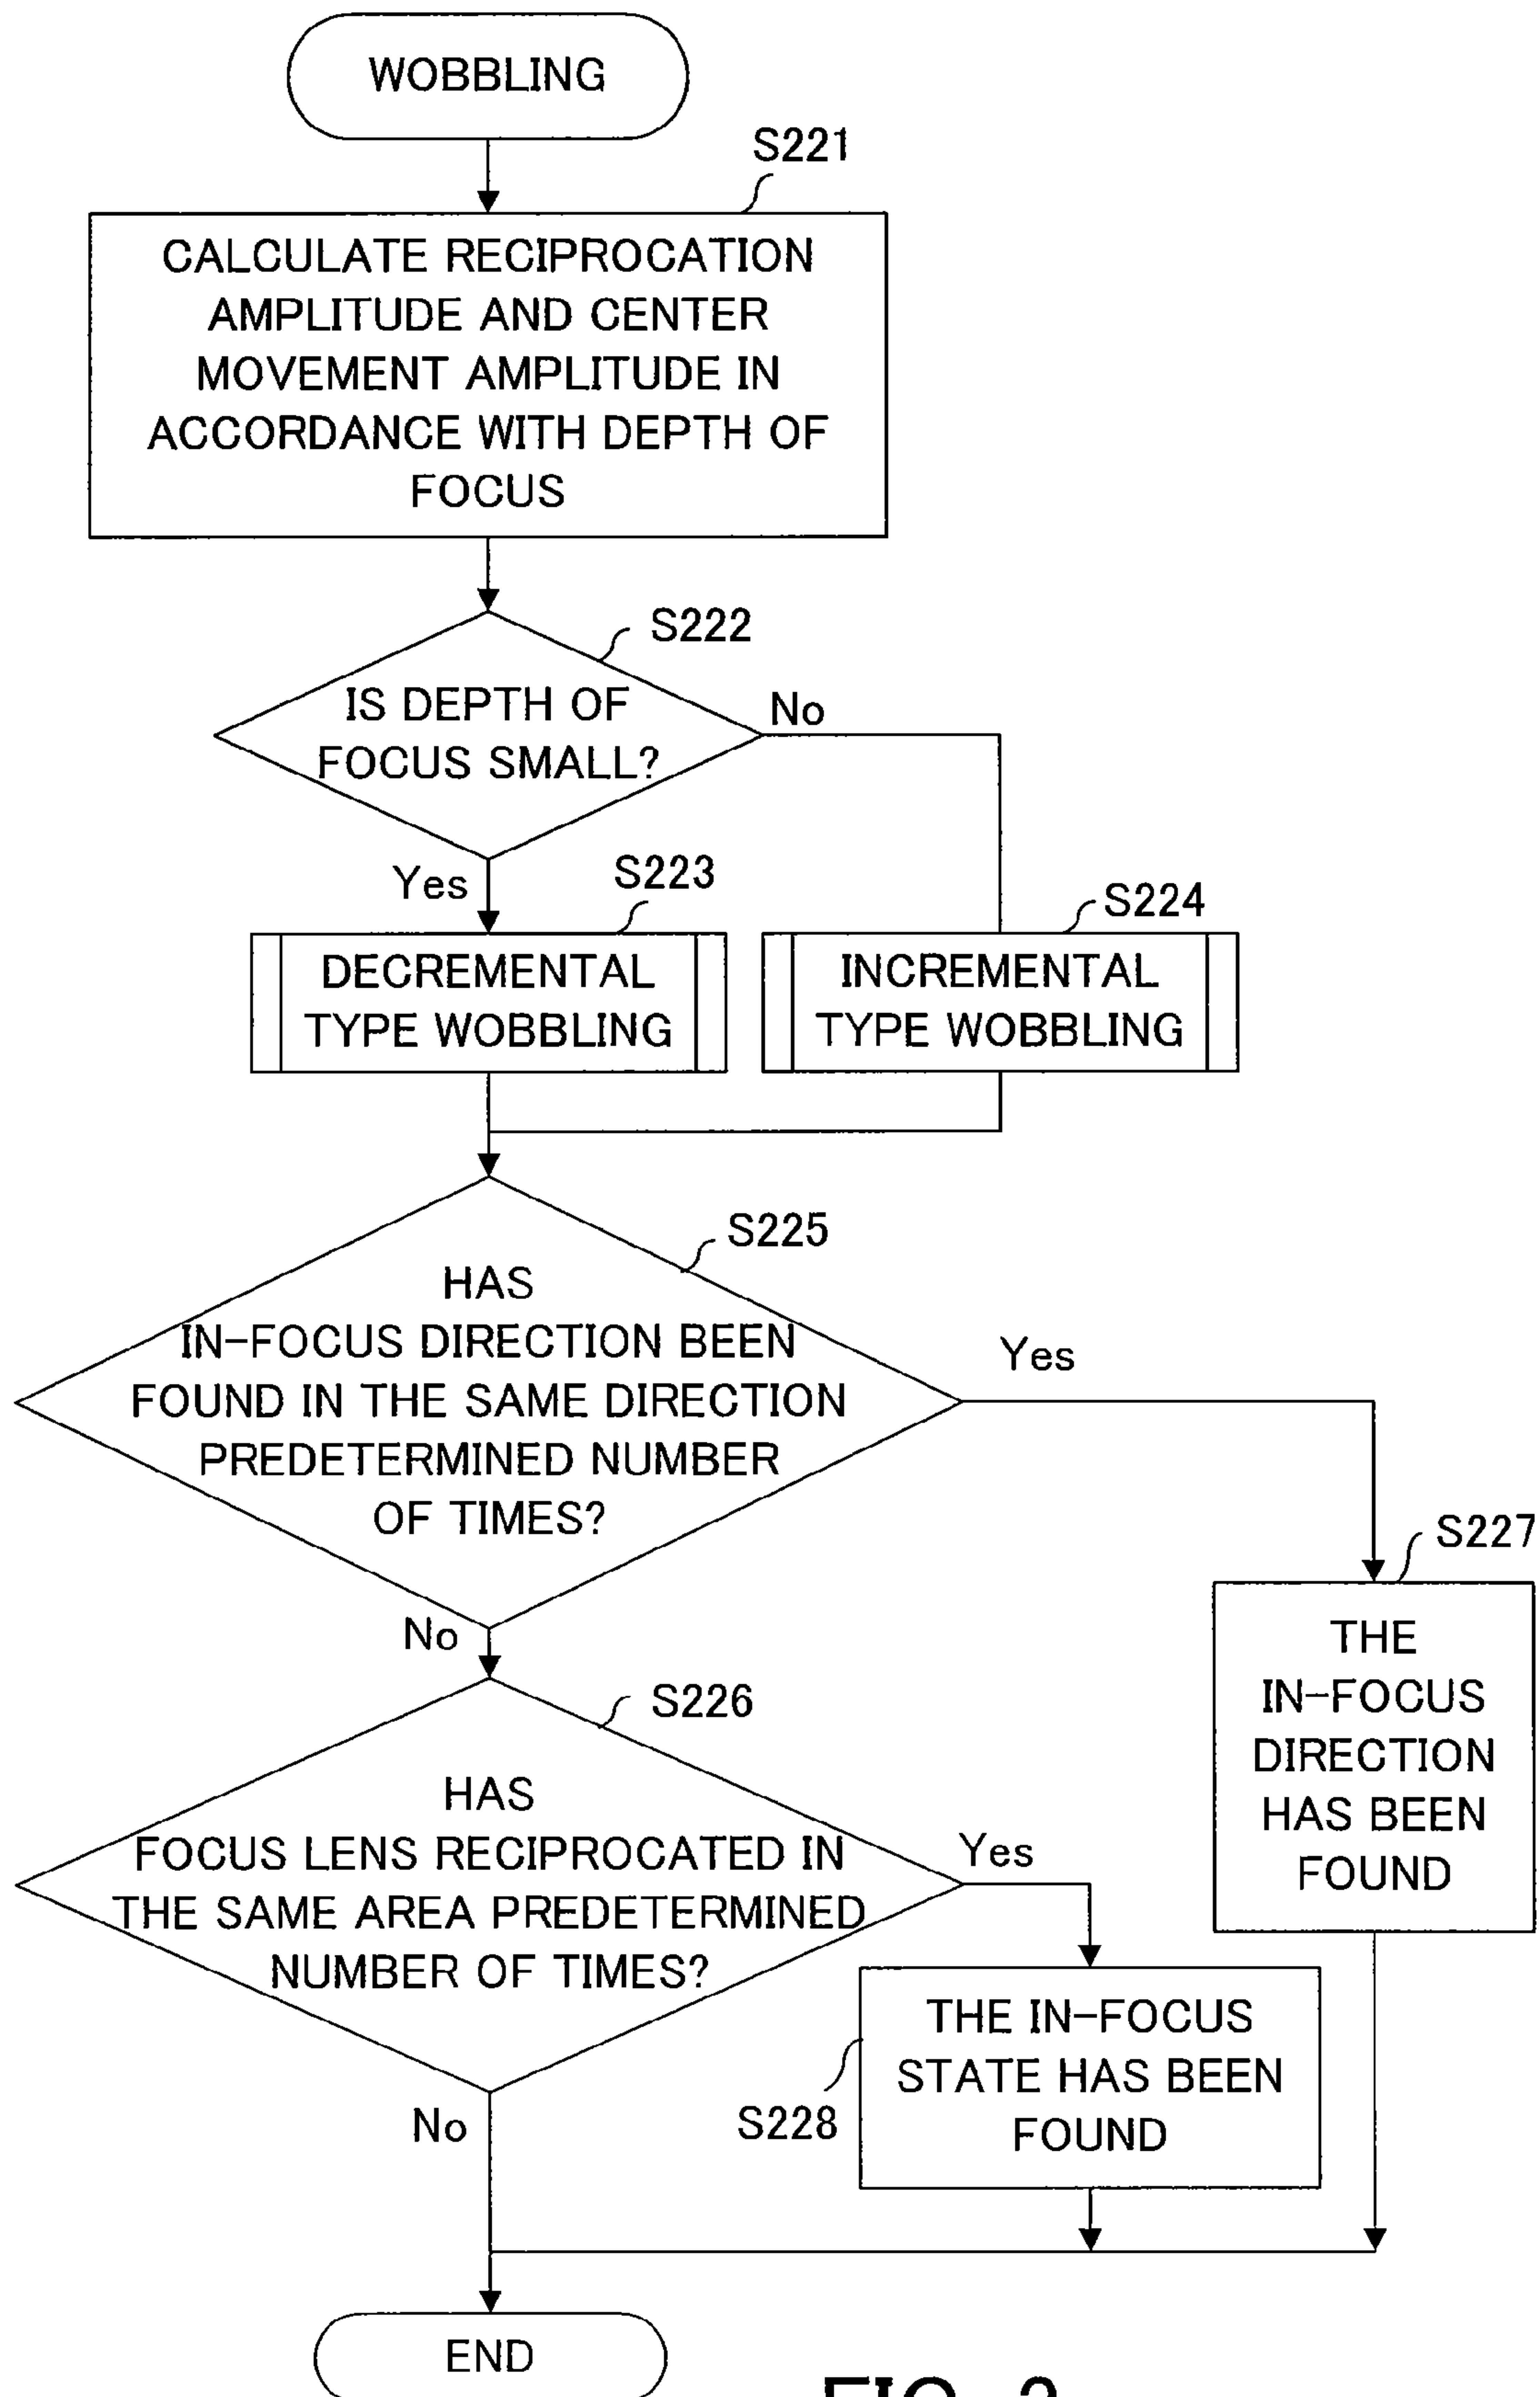 WOBBLING
S221
CALCULATE RECIPROCATION
AMPLITUDE AND CENTER
MOVEMENT AMPLITUDE IN
ACCORDANCE WITH DEPTH OF
FOCUS
S222
IS DEPTH OF
FOCUS SMALL?
No
Yes
S223
DECREMENTAL
TYPE WOBBLING
S224
INCREMENTAL
TYPE WOBBLING
S225
HAS
IN-FOCUS DIRECTION BEEN
FOUND IN THE SAME DIRECTION
PREDETERMINED NUMBER
OF TIMES?
Yes
No
S227
THE
IN-FOCUS
DIRECTION
HAS BEEN
FOUND
S226
HAS
FOCUS LENS RECIPROCATED IN
THE SAME AREA PREDETERMINED
NUMBER OF TIMES?
Yes
No
S228
THE IN-FOCUS
STATE HAS BEEN
FOUND
END
FIG.